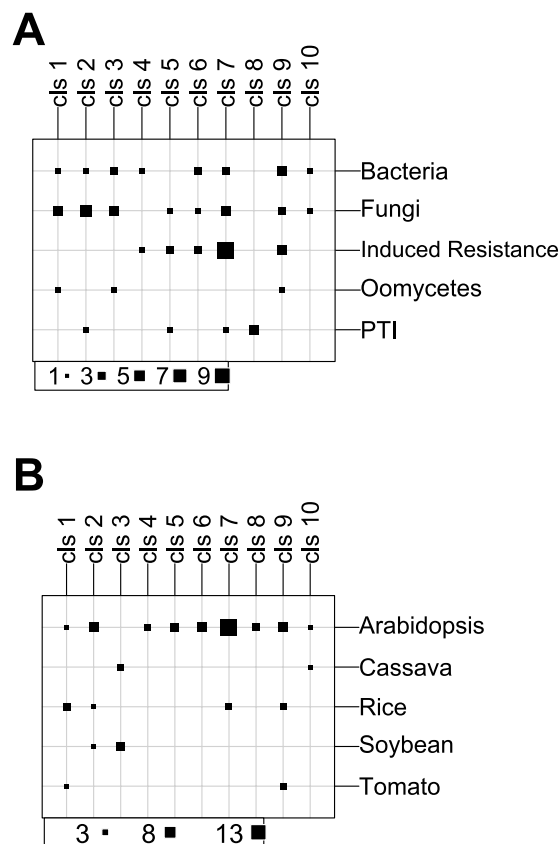 A
cls 1 cls 2 cls 3 cls 4 cls 5 cls 6 cls 7 cls 8 cls 9 cls 10
Bacteria
Fungi
Induced Resistance
Oomycetes
PTI
1 3 5 7 9
B
cls 1 cls 2 cls 3 cls 4 cls 5 cls 6 cls 7 cls 8 cls 9 cls 10
Arabidopsis
Cassava
Rice
Soybean
Tomato
3 8 13